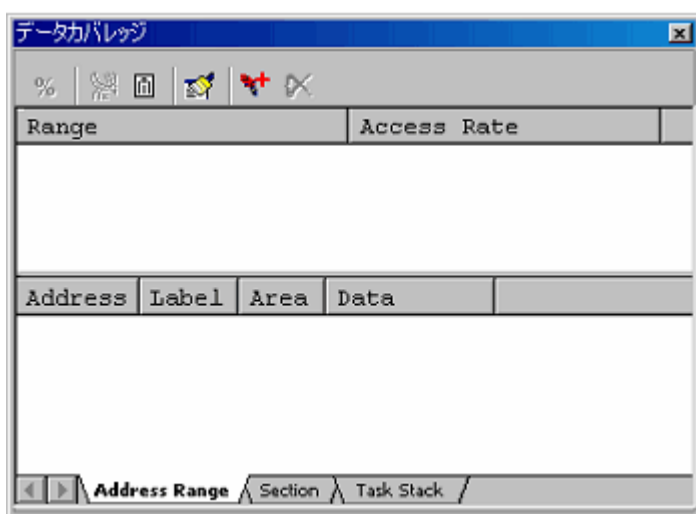 データカバレッジ
%
Range Access Rate
Address Label Area Data
Address Range Section Task Stack